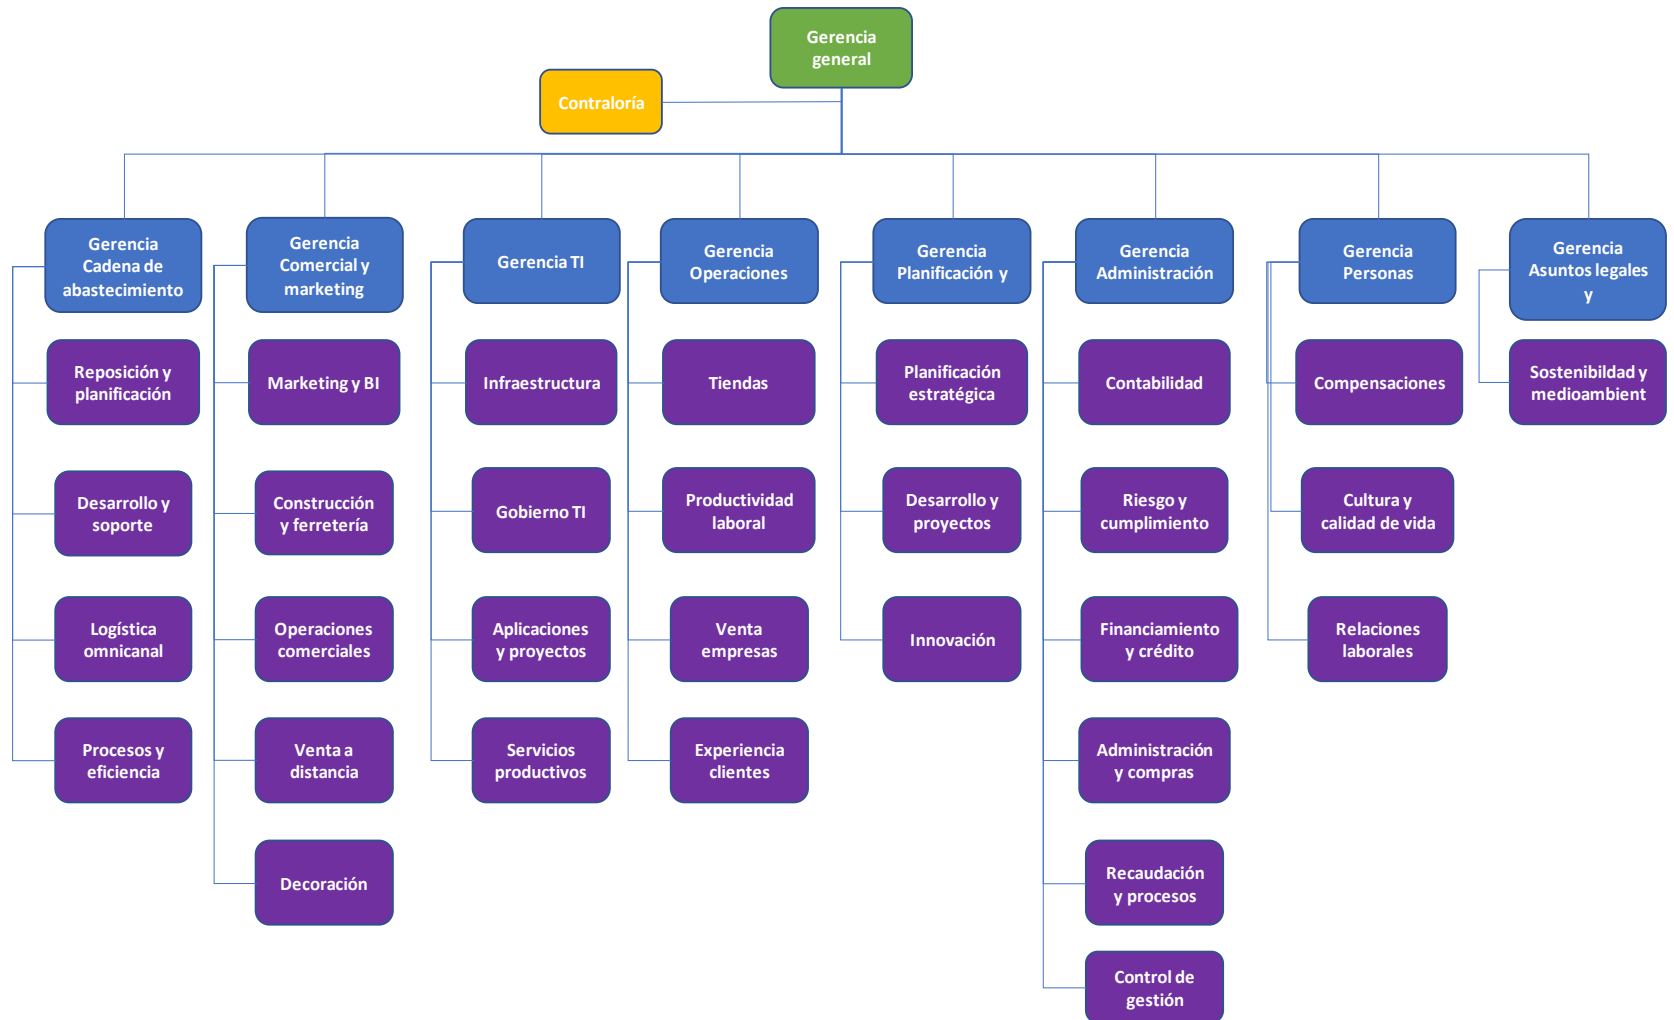 Gerencia
general
Contraloría
Gerencia
Cadena de
abastecimiento
Gerencia
Comercial y
marketing
Gerencia TI
Gerencia
Operaciones
Gerencia
Planificación y
Gerencia
Administración
Gerencia
Personas
Gerencia
Asuntos legales
y
Reposición y
planificación
Marketing y BI
Infraestructura
Tiendas
Planificación
estratégica
Contabilidad
Compensaciones
Sostenibildad y
medioambient
Desarrollo y
soporte
Construcción
y ferretería
Gobierno TI
Productividad
laboral
Desarrollo y
proyectos
Riesgo y
cumplimiento
Cultura y
calidad de vida
Logística
omnicanal
Operaciones
comerciales
Aplicaciones
y proyectos
Venta
empresas
Innovación
Financiamiento
y crédito
Relaciones
laborales
Procesos y
eficiencia
Venta a
distancia
Servicios
productivos
Experiencia
clientes
Administración
y compras
Decoración
Recaudación
y procesos
Control de
gestión